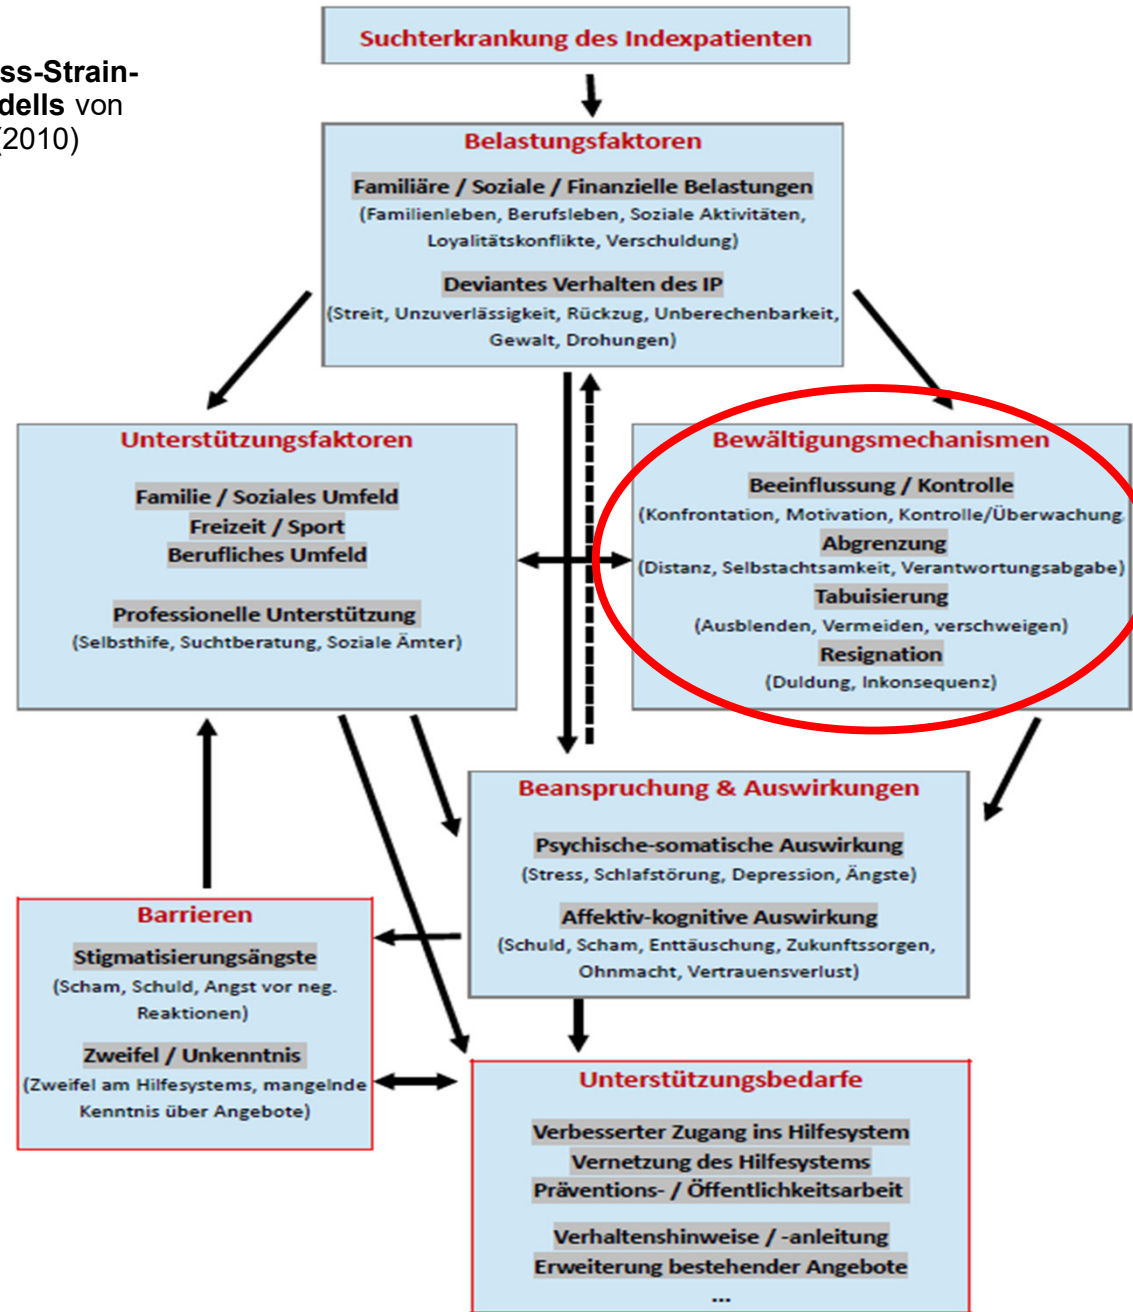 Suchterkrankung des Indexpatienten
ss-Strain-
dells von
(2010)
Belastungsfaktoren
Familiäre / Soziale / Finanzielle Belastungen
(Familienleben, Berufsleben, Soziale Aktivitäten,
Loyalitätskonflikte, Verschuldung)
Deviantes Verhalten des IP
(Streit, Unzuverlässigkeit, Rückzug, Unberechenbarkeit,
Gewalt, Drohungen)
Unterstützungsfaktoren
Familie / Soziales Umfeld
Freizeit / Sport
Berufliches Umfeld
Professionelle Unterstützung
(Selbsthife, Suchtberatung, Soziale Ämter)
Bewältigungsmechanismen
Beeinflussung / Kontrolle
(Konfrontation, Motivation, Kontrolle/Überwachung
Abgrenzung
(Distanz, Selbstachtsamkeit, Verantwortungsabgabe)
Tabuisierung
(Ausblenden, Vermeiden, verschweigen)
Resignation
(Duldung, Inkonsequenz)
Beanspruchung & Auswirkungen
Psychische-somatische Auswirkung
(Stress, Schlafstörung, Depression, Ängste)
Affektiv-kognitive Auswirkung
(Schuld, Scham, Enttäuschung, Zukunftssorgen,
Ohnmacht, Vertrauensverlust)
Barrieren
Stigmatisierungsängste
(Scham, Schuld, Angst vor neg.
Reaktionen)
Zweifel / Unkenntnis
(Zweifel am Hilfesystems, mangelnde
Kenntnis über Angebote)
Unterstützungsbedarfe
Verbesserter Zugang ins Hilfesystem
Vernetzung des Hilfesystems
Präventions- / Öffentlichkeitsarbeit
Verhaltenshinweise / -anleitung
Erweiterung bestehender Angebote
...